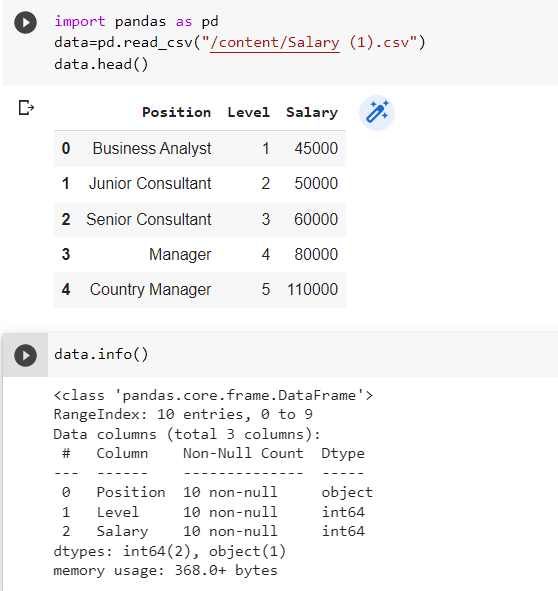 import pandas as pd
data=pd.read_csv("/content/Salary (1).csv")
data.head()
Position Level Salary
0 Business Analyst 1 45000
1 Junior Consultant 2 50000
2 Senior Consultant 3 60000
3 Manager 4 80000
4 Country Manager 5 110000
data.info()
<class 'pandas.core.frame.DataFrame'>
RangeIndex: 10 entries, 0 to 9
Data columns (total 3 columns):
 #   Column    Non-Null Count  Dtype
---  ------    --------------  -----
 0   Position  10 non-null     object
 1   Level     10 non-null     int64
 2   Salary    10 non-null     int64
dtypes: int64(2), object(1)
memory usage: 368.0+ bytes